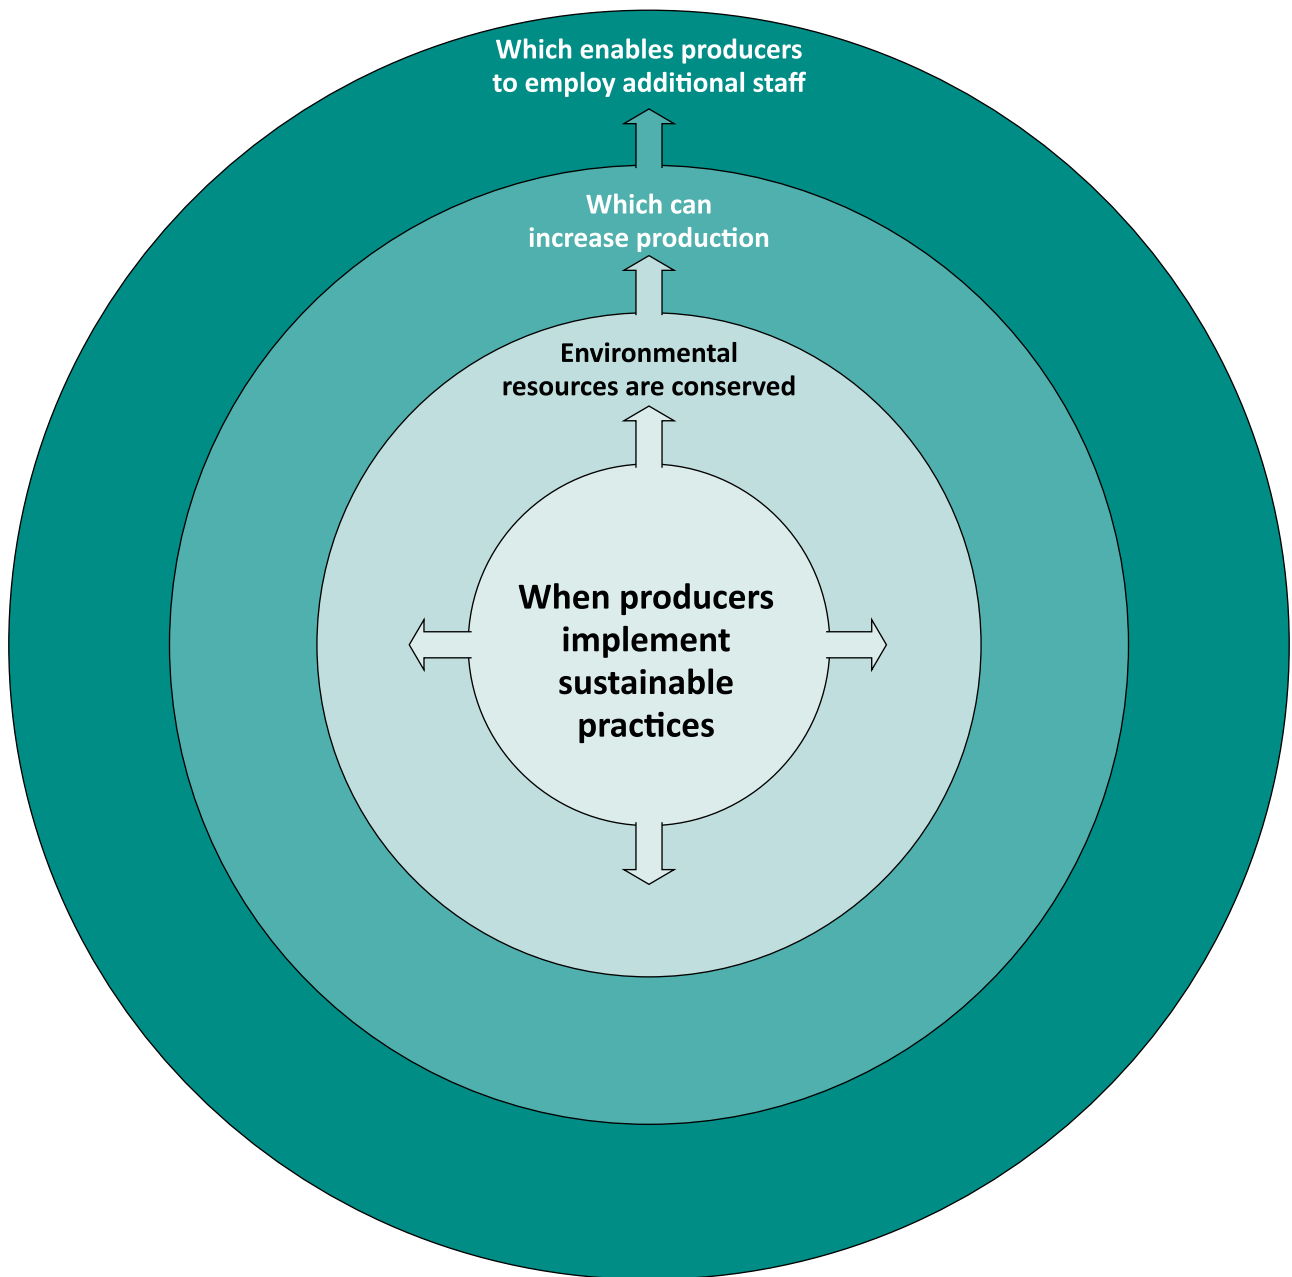 Which enables producers
to employ additional staff
Which can
increase production
Environmental
resources are conserved
When producers
implement
sustainable
practices